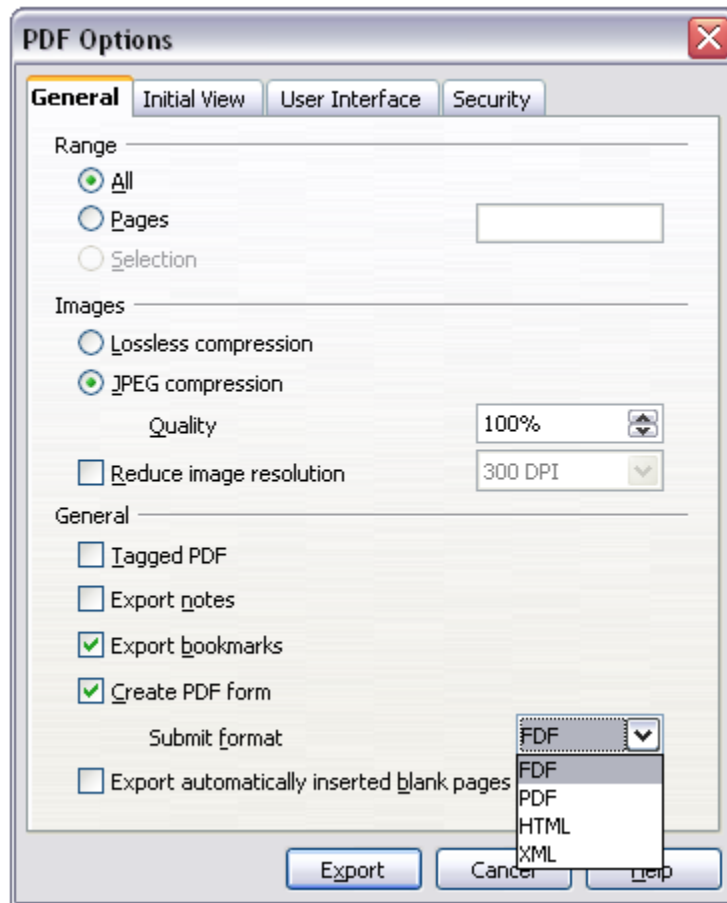 PDF Options
General Initial View User Interface Security
Range
All
Pages
Selection
Images
Lossless compression
JPEG compression
Quality 100%
Reduce image resolution 300 DPI
General
Tagged PDF
Export notes
Export bookmarks
Create PDF form
Submit format FDF
FDF
Export automatically inserted blank pages
PDF
HTML
XML
Export Cancel Help